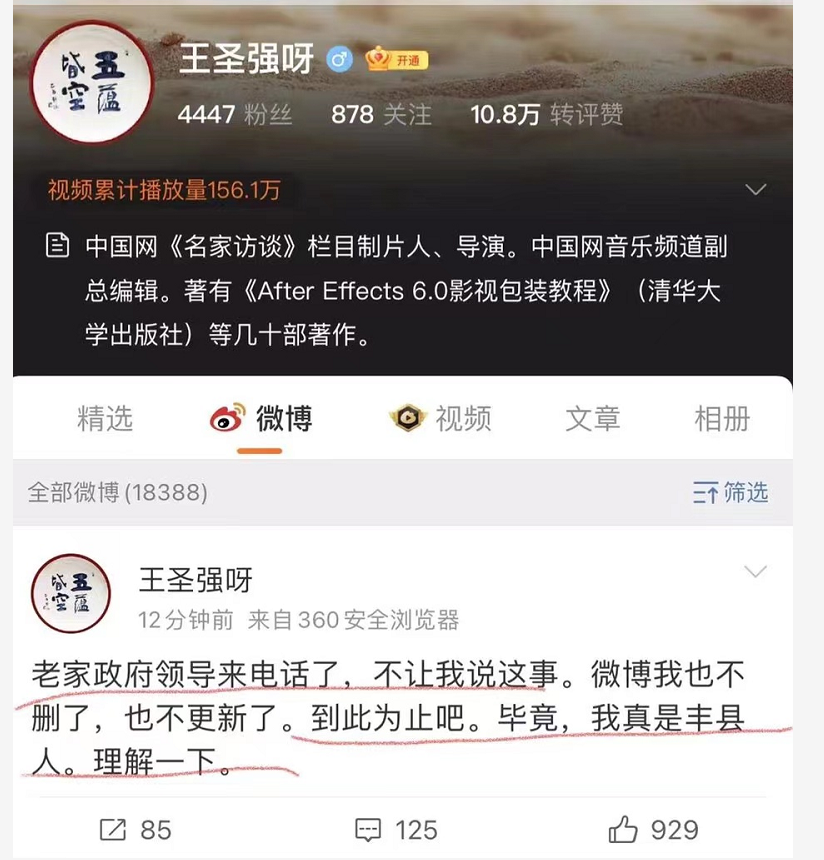 五蕴
皆空
王圣强呀 开通
4447 粉丝 878 关注 10.8万 转评赞
视频累计播放量156.1万
中国网《名家访谈》栏目制片人、导演。中国网音乐频道副
总编辑。著有《After Effects 6.0影视包装教程》（清华大
学出版社）等几十部著作。
精选 微博 视频 文章 相册
全部微博(18388) 筛选
五蕴
皆空
王圣强呀
12分钟前 来自360安全浏览器
老家政府领导来电话了，不让我说这事。微博我也不
删了，也不更新了。到此为止吧。毕竟，我真是丰县
人。理解一下。
85 125 929